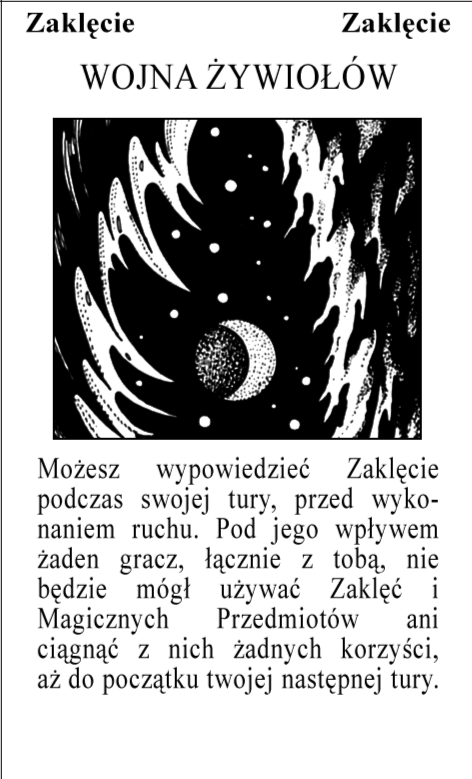 Zaklęcie Zaklęcie
WOJNA ŻYWIOŁÓW
Możesz wypowiedzieć Zaklęcie
podczas swojej tury, przed wyko-
naniem ruchu. Pod jego wpływem
żaden gracz, łącznie z tobą, nie
będzie mógł używać Zaklęć i
Magicznych Przedmiotów ani
ciągnąć z nich żadnych korzyści,
aż do początku twojej następnej tury.